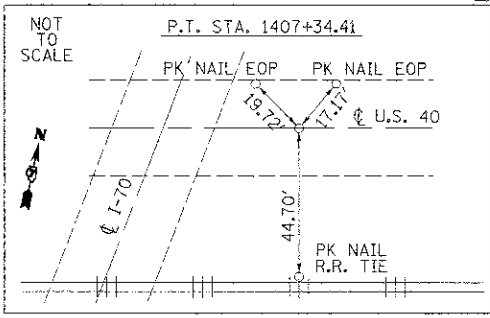 NOT
TO
SCALE
P.T. STA. 1407+34.41
PK NAIL EOP
PK NAIL EOP
19.72'
17.17'
℄ U.S. 40
N
℄ I-70
44.70'
PK NAIL
R.R. TIE